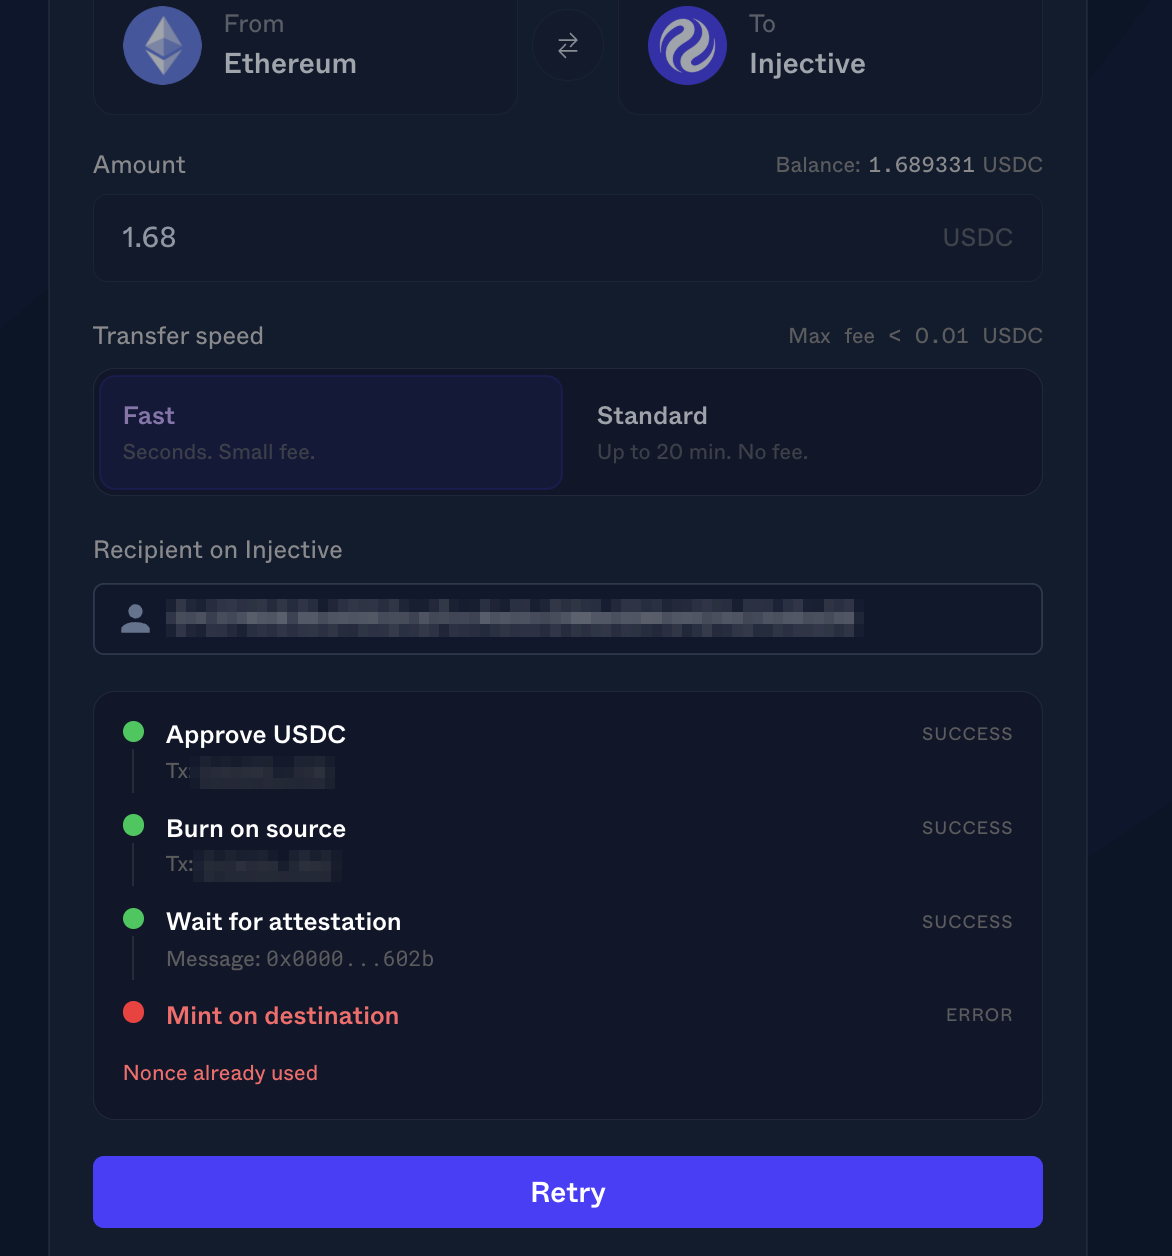 From
Ethereum
To
Injective
Amount
Balance: 1.689331 USDC
1.68
USDC
Transfer speed
Max fee < 0.01 USDC
Fast
Seconds. Small fee.
Standard
Up to 20 min. No fee.
Recipient on Injective
Approve USDC
SUCCESS
Tx:
Burn on source
SUCCESS
Tx:
Wait for attestation
SUCCESS
Message: 0x0000...602b
Mint on destination
ERROR
Nonce already used
Retry